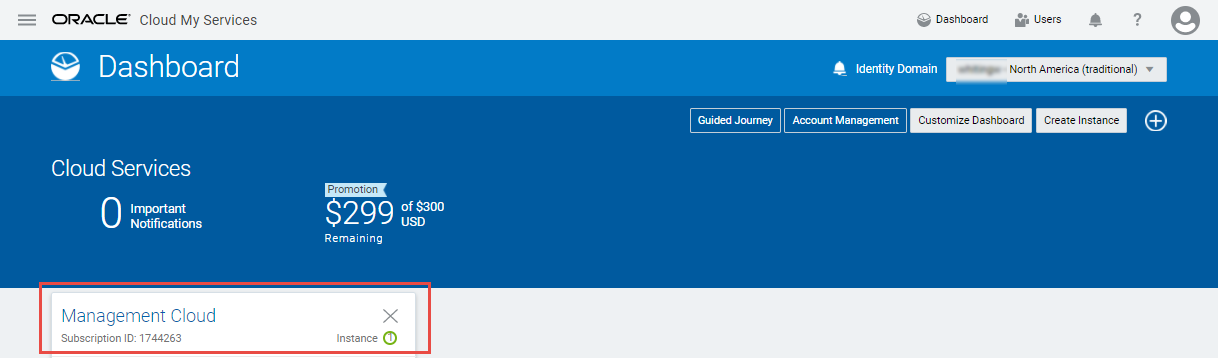 ORACLE Cloud My Services
Dashboard
Users
?
Dashboard
Identity Domain
North America (traditional)
Guided Journey
Account Management
Customize Dashboard
Create Instance
Cloud Services
0
Important
Notifications
Promotion
$299
of $300
USD
Remaining
Management Cloud
Subscription ID: 1744263
Instance
1